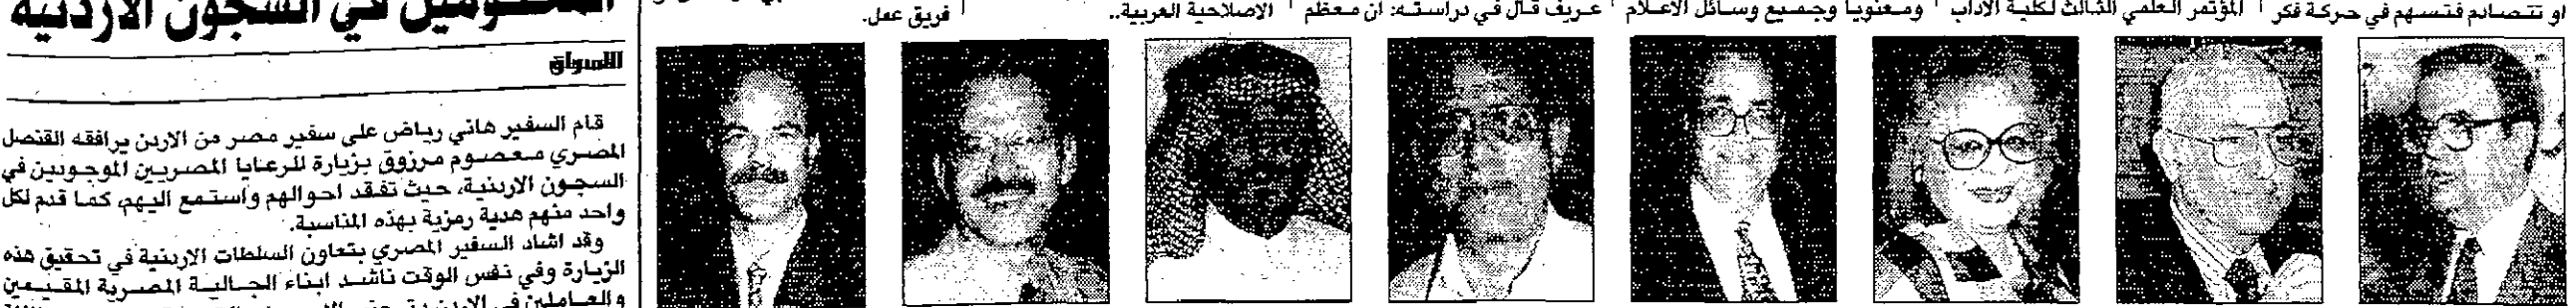 او تتصادم فتسهم في حركة فكر
المؤتمر العلمي الثالث لكلية الآداب
ومعنويا وجميع وسائل الاعلام
عريف قال في دراسته: ان معظم
الاصلاحية العربية..
فريق عمل.
في السجون الاردنية
الاسواق
قام السفير هاني رياض علي سفير مصر من الاردن يرافقه القنصل
المصري معصوم مرزوق بزيارة للرعايا المصريين الموجودين في
السجون الاردنية، حيث تفقد احوالهم واستمع اليهم، كما قدم لكل
واحد منهم هدية رمزية بهذه المناسبة.
وقد اشاد السفير المصري بتعاون السلطات الاردنية في تحقيق هذه
الزيارة وفي نفس الوقت ناشد ابناء الجالية المصرية المقيمين
والعاملين في